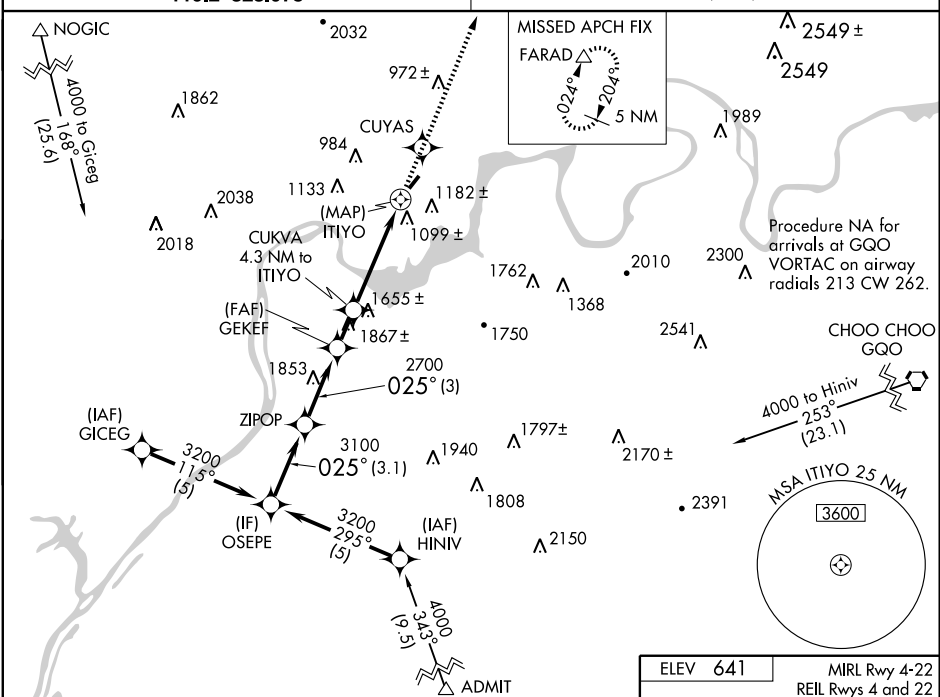 NOGIC
4000 to Giceg
168°
(25.6)
2032
972 ±
MISSED APCH FIX
FARAD
024°
204°
5 NM
2549 ±
2549
1862
CUYAS
984
1989
1133
1182 ±
2038
(MAP)
ITIYO
2018
1099 ±
CUKVA
4.3 NM to
ITIYO
Procedure NA for
arrivals at GQO
VORTAC on airway
radials 213 CW 262.
1762
2010
2300
1368
1655 ±
(FAF)
GEKEF
1867 ±
1750
2541
CHOO CHOO
GQO
1853
2700
025° (3)
4000 to Hiniv
253°
(23.1)
ZIPOP
(IAF)
GICEG
3200
115°
(5)
3100
025° (3.1)
1940
1797±
2170 ±
MSA ITIYO 25 NM
3600
1808
2391
(IF)
OSEPE
3200
295°
(5)
(IAF)
HINIV
2150
4000
343°
(9.5)
ADMIT
ELEV 641
MIRL Rwy 4-22
REIL Rwys 4 and 22